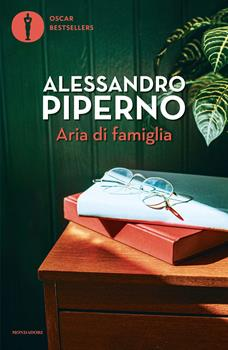 OSCAR
BESTSELLERS
ALESSANDRO
PIPERNO
Aria di famiglia
MONDADORI